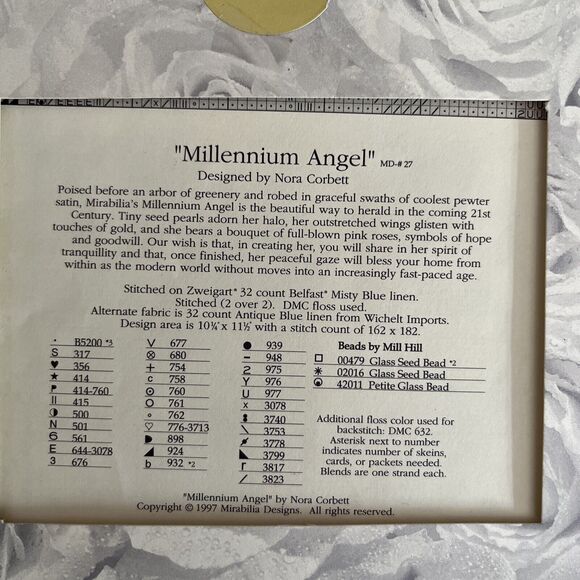 "Millennium Angel" MD-# 27
Designed by Nora Corbett
Poised before an arbor of greenery and robed in graceful swaths of coolest pewter
satin, Mirabilia's Millennium Angel is the beautiful way to herald in the coming 21st
Century. Tiny seed pearls adorn her halo, her outstretched wings glisten with
touches of gold, and she bears a bouquet of full-blown pink roses, symbols of hope
and goodwill. Our wish is that, in creating her, you will share in her spirit of
tranquility and that, once finished, her peaceful gaze will bless your home from
within as the modern world without moves into an increasingly fast-paced age.
Stitched on Zweigart® 32 count Belfast® Misty Blue linen.
Stitched (2 over 2). DMC floss used.
Alternate fabric is 32 count Antique Blue linen from Wichelt Imports.
Design area is 10¼ x 11½ with a stitch count of 162 x 182.
· B5200 *3
S 317
♥ 356
★ 414
414-760
|| 415
◑ 500
N 501
6 561
E 644-3078
3 676
V 677
⊗ 680
+ 754
c 758
⊙ 760
O 761
∘ 762
♡ 776-3713
898
◢ 924
b 932 *2
● 939
− 948
2 975
Y 976
U 977
x 3078
3740
\ 3753
3778
◣ 3799
Γ 3817
/ 3823
Beads by Mill Hill
□ 00479 Glass Seed Bead *2
✳ 02016 Glass Seed Bead
42011 Petite Glass Bead
Additional floss color used for
backstitch: DMC 632.
Asterisk next to number
indicates number of skeins,
cards, or packets needed.
Blends are one strand each.
"Millennium Angel" by Nora Corbett
Copyright © 1997 Mirabilia Designs. All rights reserved.